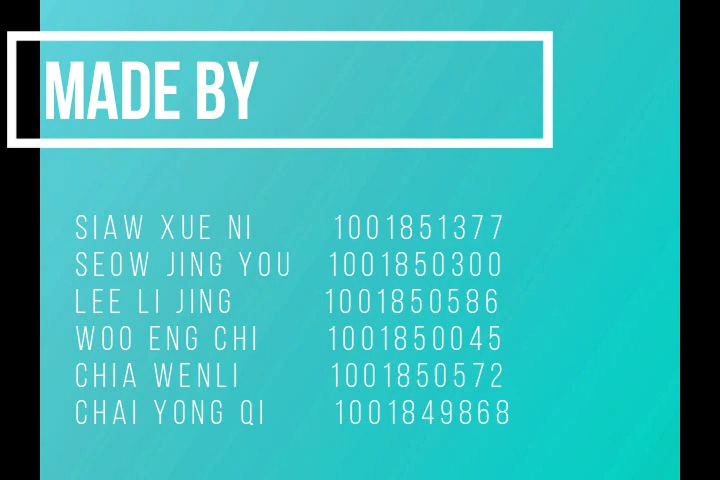 MADE BY
SIAW XUE NI 1001851377
SEOW JING YOU 1001850300
LEE LI JING 1001850586
WOO ENG CHI 1001850045
CHIA WENLI 1001850572
CHAI YONG QI 1001849868